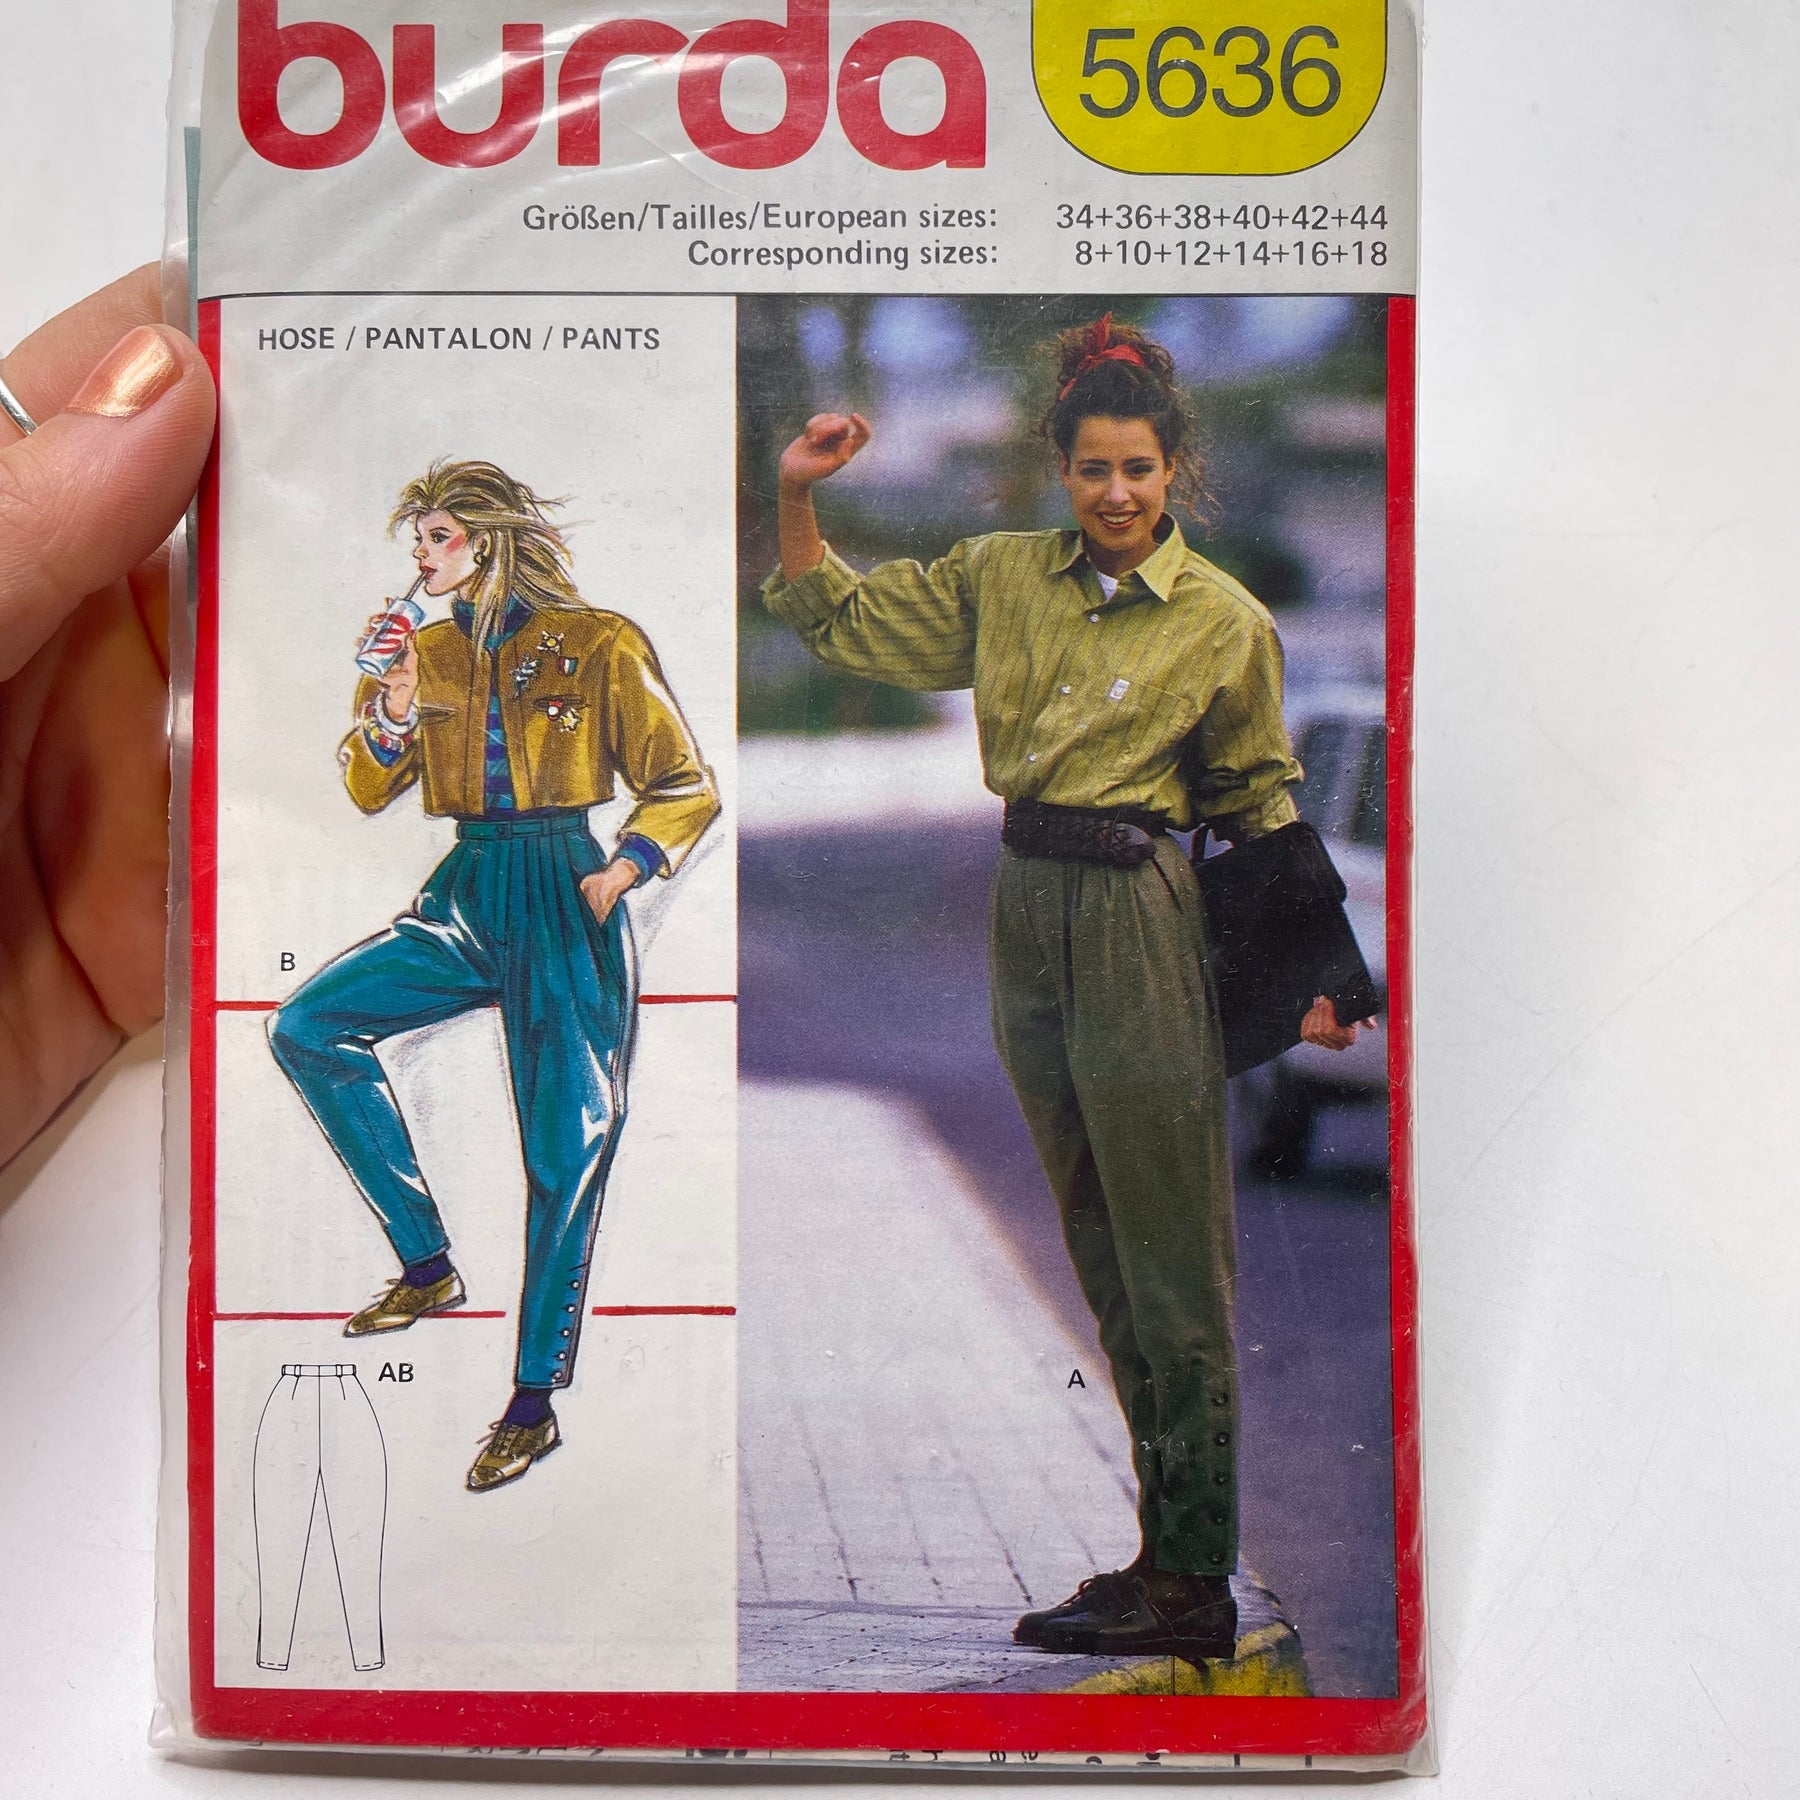 burda
5636
Größen/Tailles/European sizes: 34+36+38+40+42+44
Corresponding sizes: 8+10+12+14+16+18
HOSE / PANTALON / PANTS
B
AB
A